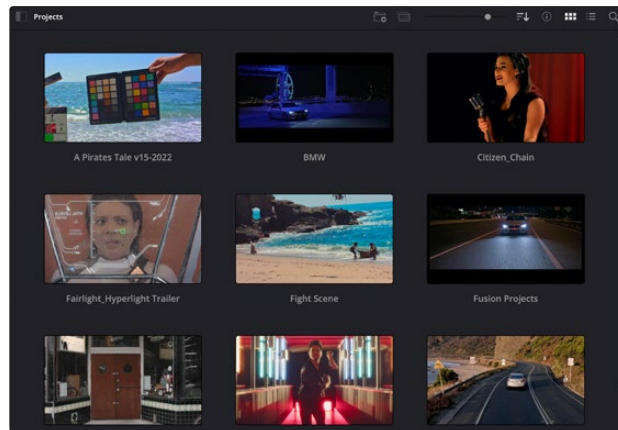 Projects
A Pirates Tale v15-2022
BMW
Citizen_Chain
Fairlight_Hyperlight Trailer
Fight Scene
Fusion Projects